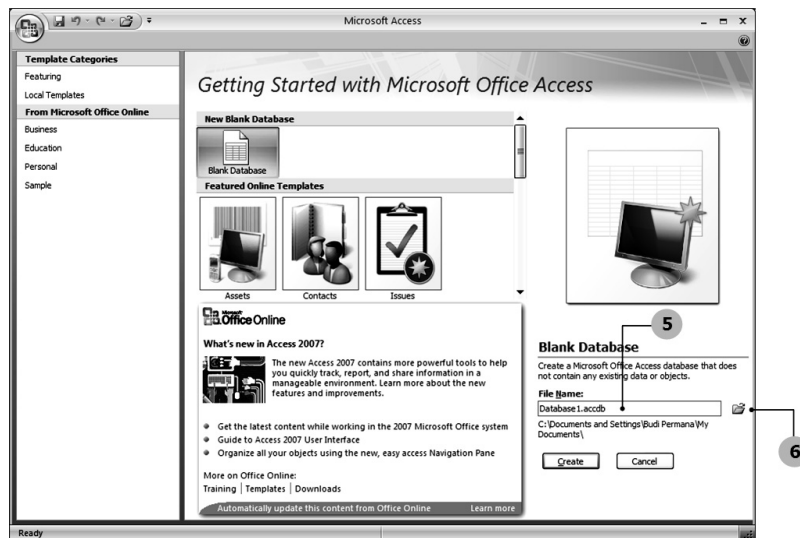 Microsoft Access
Template Categories
Featuring
Local Templates
From Microsoft Office Online
Business
Education
Personal
Sample
Getting Started with Microsoft Office Access
New Blank Database
Blank Database
Featured Online Templates
Assets
Contacts
Issues
Microsoft
Office Online
What's new in Access 2007?
The new Access 2007 contains more powerful tools to help
you quickly track, report, and share information in a
manageable environment. Learn more about the new
features and improvements.
Get the latest content while working in the 2007 Microsoft Office system
Guide to Access 2007 User Interface
Organize all your objects using the new, easy access Navigation Pane
More on Office Online:
Training | Templates | Downloads
Automatically update this content from Office Online Learn more
5
Blank Database
Create a Microsoft Office Access database that does
not contain any existing data or objects.
File Name:
Database1.accdb
C:\Documents and Settings\Budi Permana\My
Documents\
6
Create Cancel
Ready